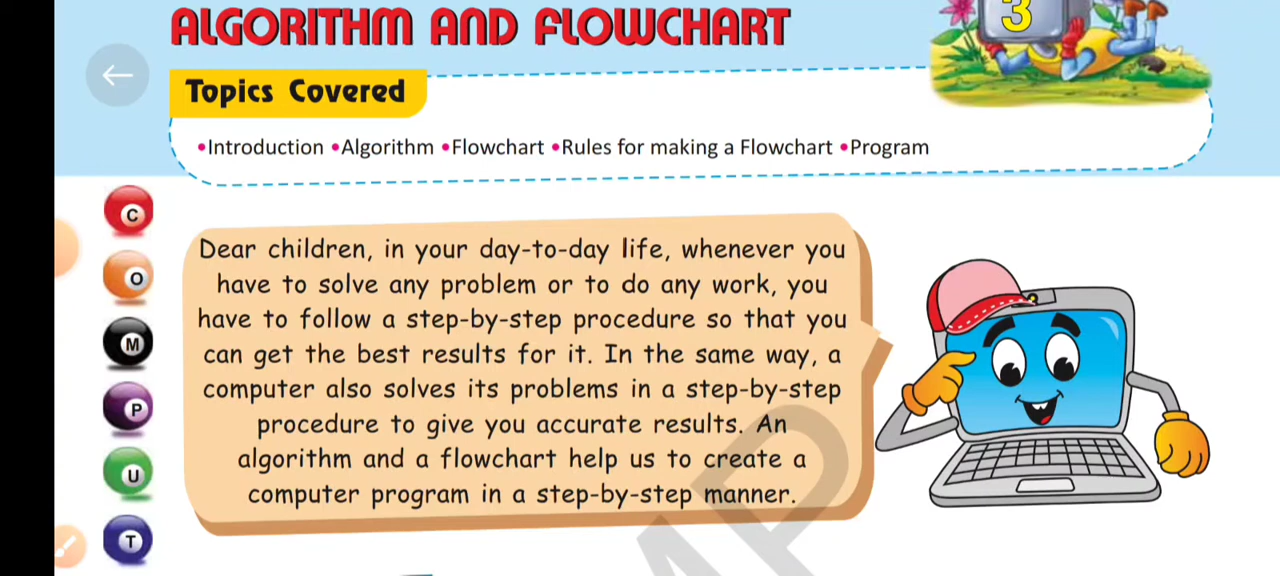 ALGORITHM AND FLOWCHART
3
Topics Covered
•Introduction •Algorithm •Flowchart •Rules for making a Flowchart •Program
C
O
M
P
U
T
Dear children, in your day-to-day life, whenever you
have to solve any problem or to do any work, you
have to follow a step-by-step procedure so that you
can get the best results for it. In the same way, a
computer also solves its problems in a step-by-step
procedure to give you accurate results. An
algorithm and a flowchart help us to create a
computer program in a step-by-step manner.